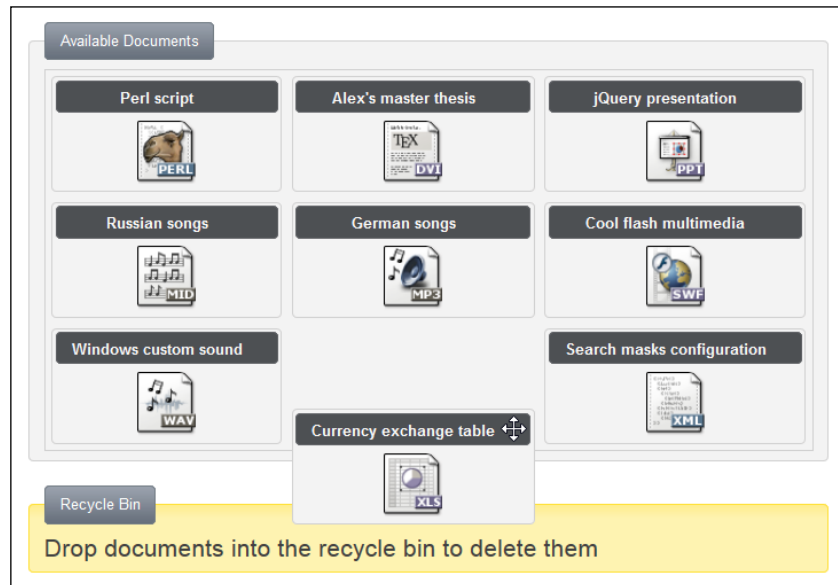 Available Documents
Perl script
Alex's master thesis
jQuery presentation
PERL
TEX
DVI
PPT
Russian songs
German songs
Cool flash multimedia
MID
MP3
SWF
Windows custom sound
Search masks configuration
WAV
XML
Currency exchange table
XLS
Recycle Bin
Drop documents into the recycle bin to delete them